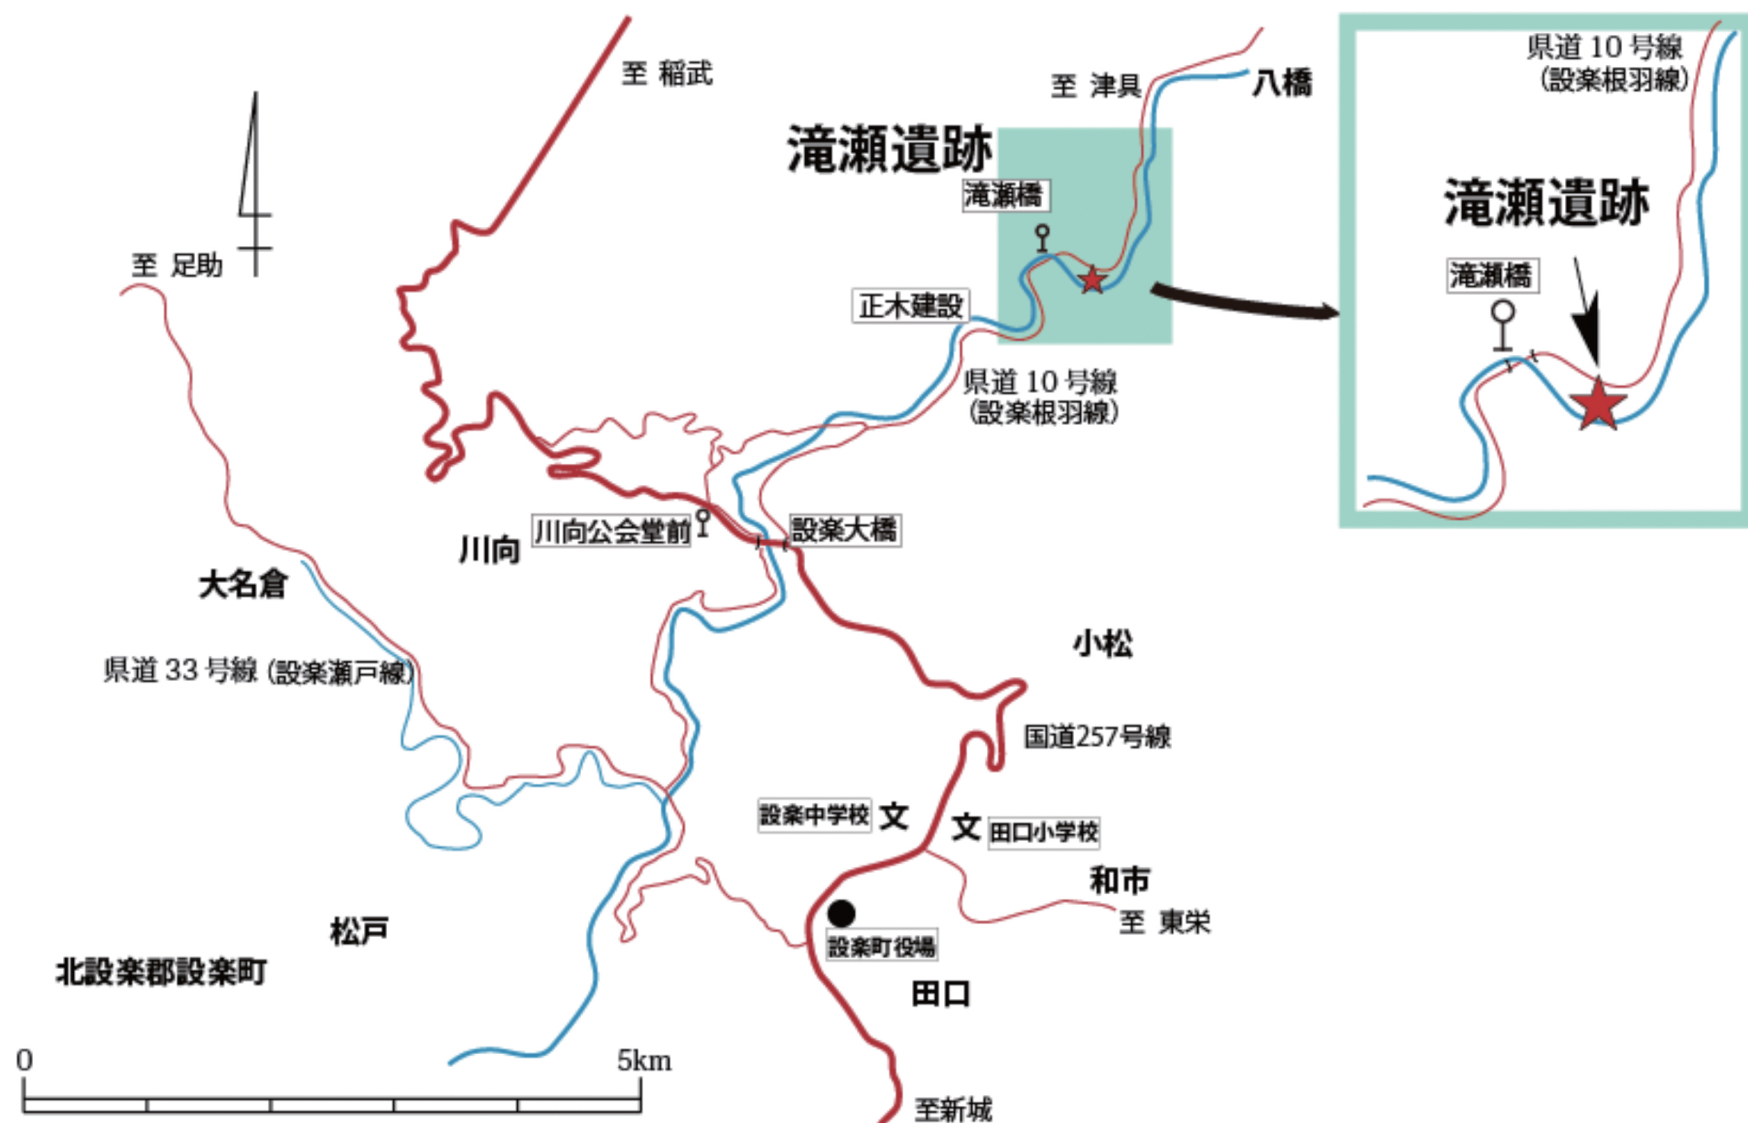 至 稲武
至 津具
八橋
滝瀬遺跡
滝瀬橋
至 足助
正木建設
県道 10 号線
(設楽根羽線)
川向公会堂前
設楽大橋
川向
大名倉
県道 33 号線 (設楽瀬戸線)
小松
国道257号線
設楽中学校
文
文
田口小学校
和市
至 東栄
松戸
設楽町役場
北設楽郡設楽町
田口
0
5km
至新城
県道 10 号線
(設楽根羽線)
滝瀬遺跡
滝瀬橋